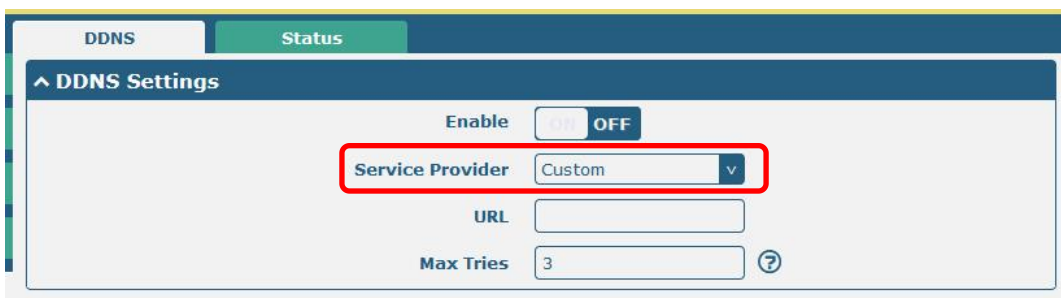 DDNS Status
^ DDNS Settings
Enable ON OFF
Service Provider Custom v
URL
Max Tries 3 ?